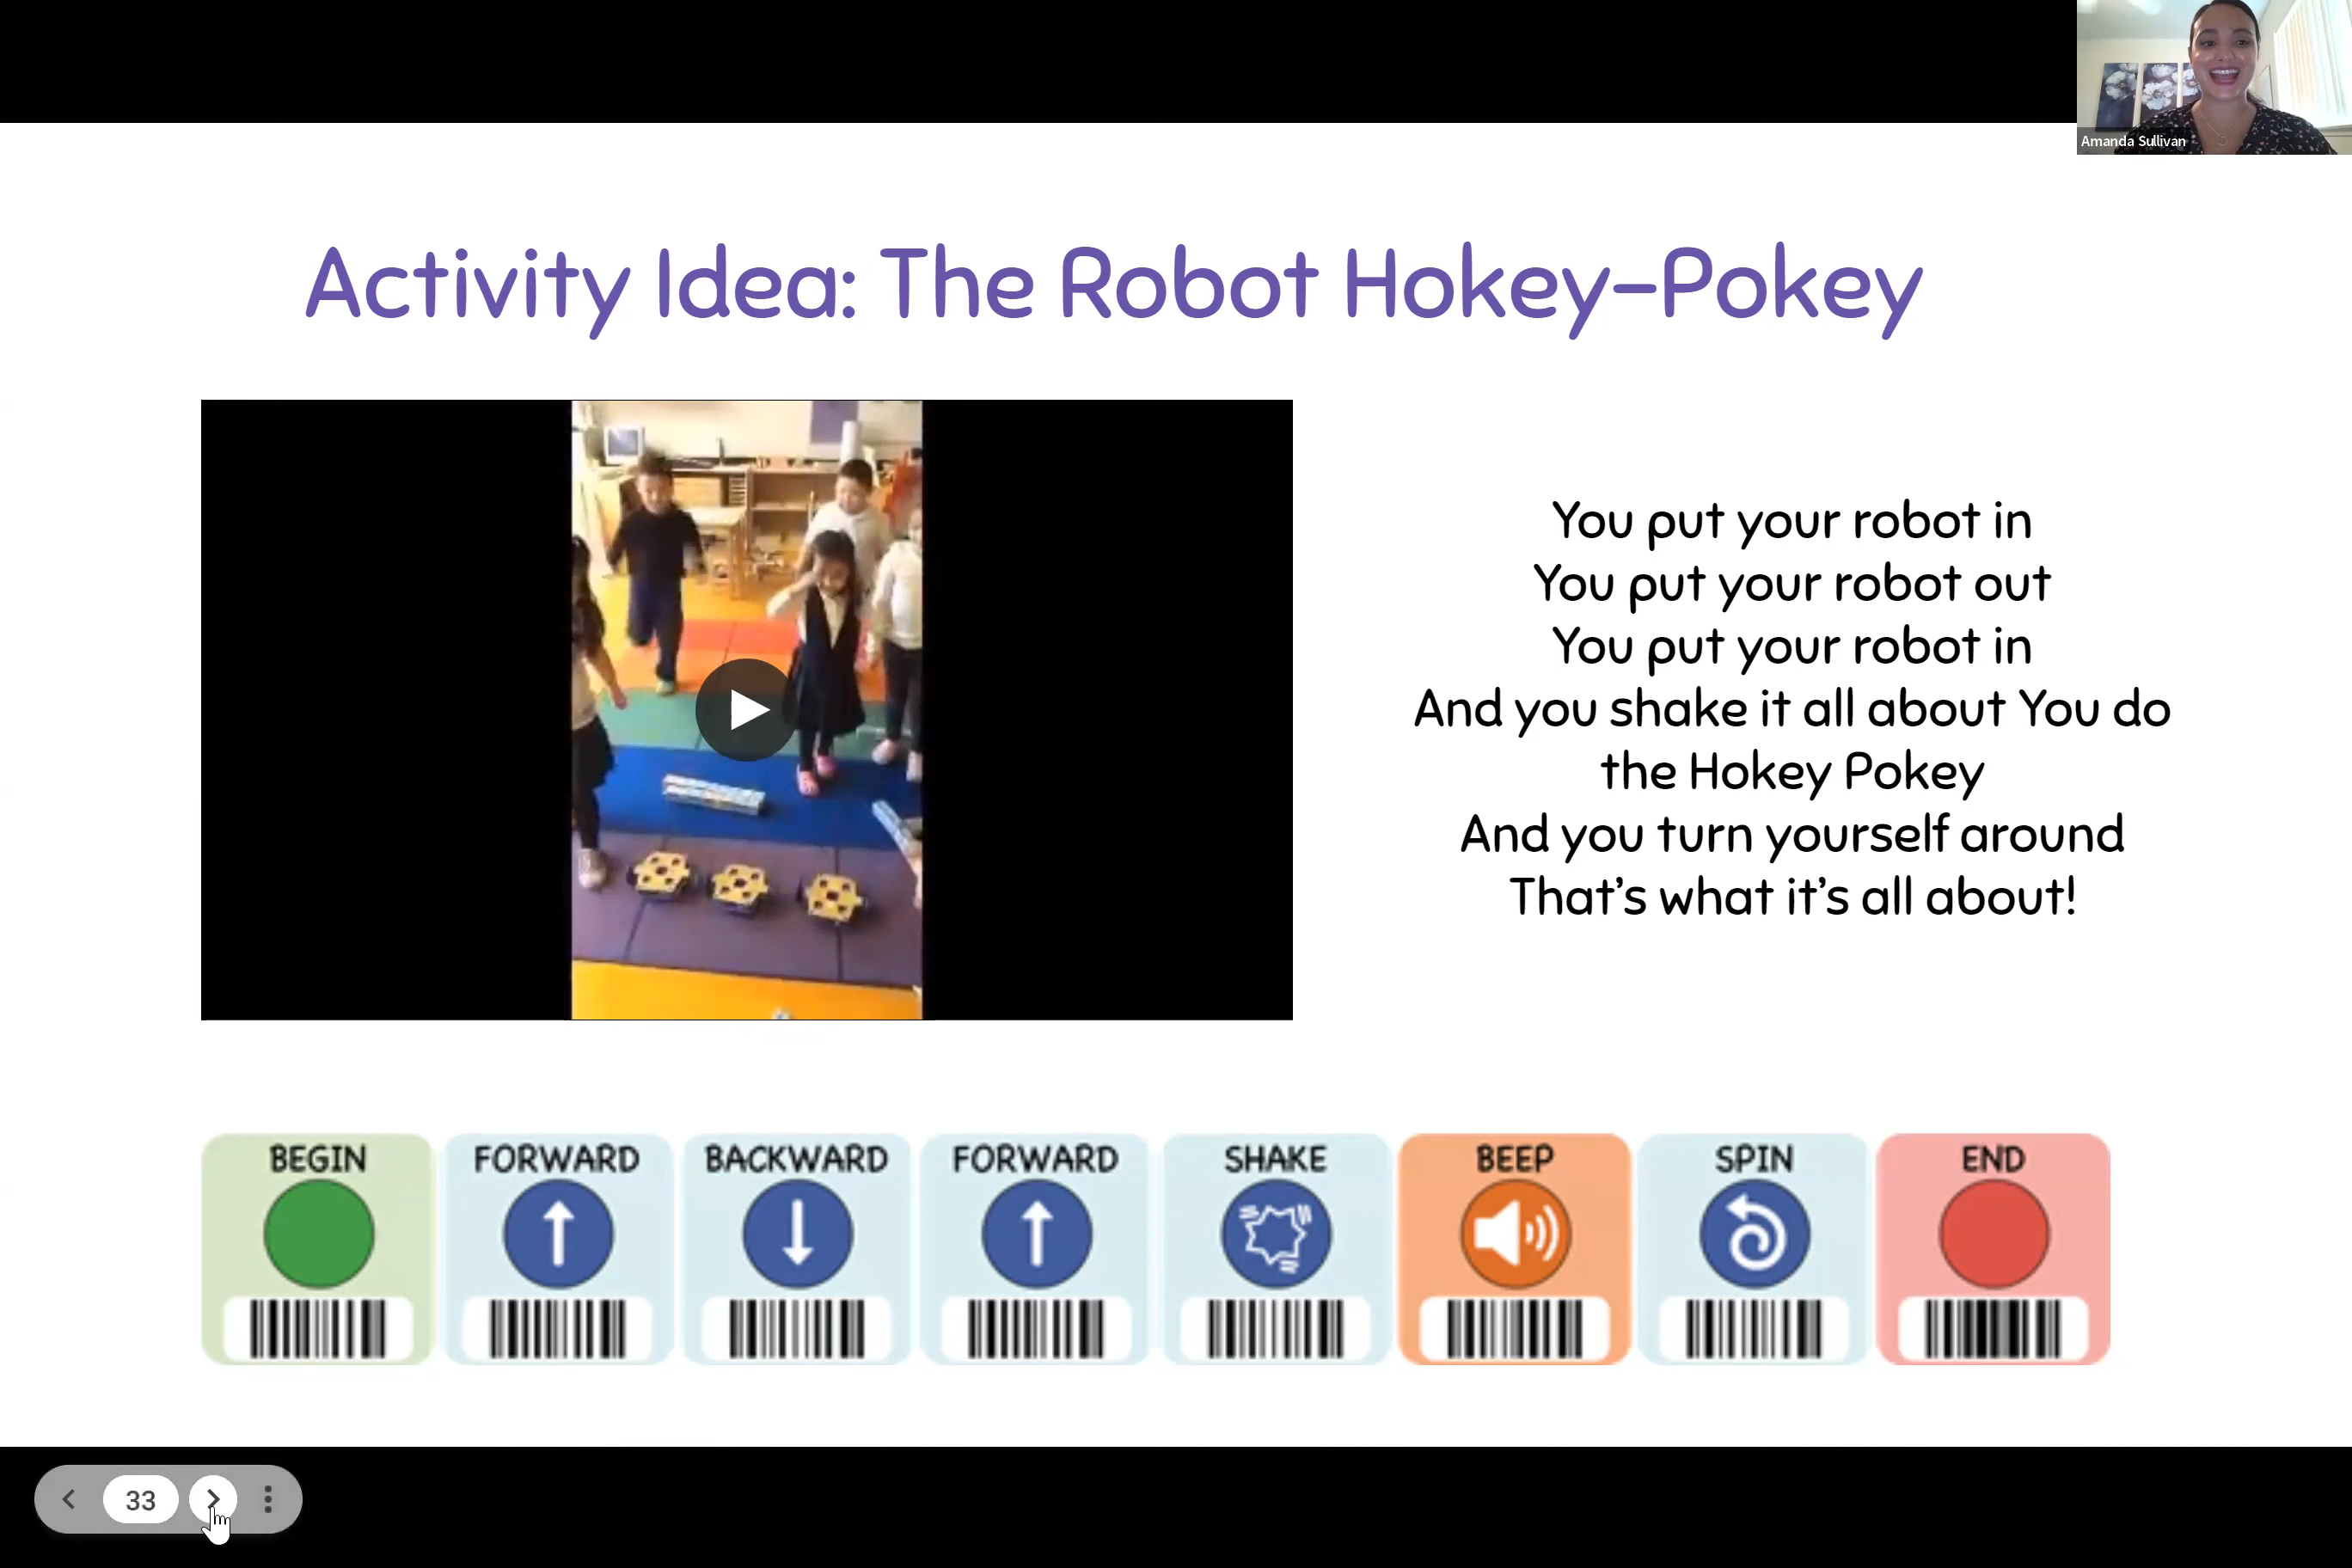 Amanda Sullivan
Activity Idea: The Robot Hokey-Pokey
You put your robot in
You put your robot out
You put your robot in
And you shake it all about You do
the Hokey Pokey
And you turn yourself around
That's what it's all about!
BEGIN
FORWARD
BACKWARD
FORWARD
SHAKE
BEEP
SPIN
END
33